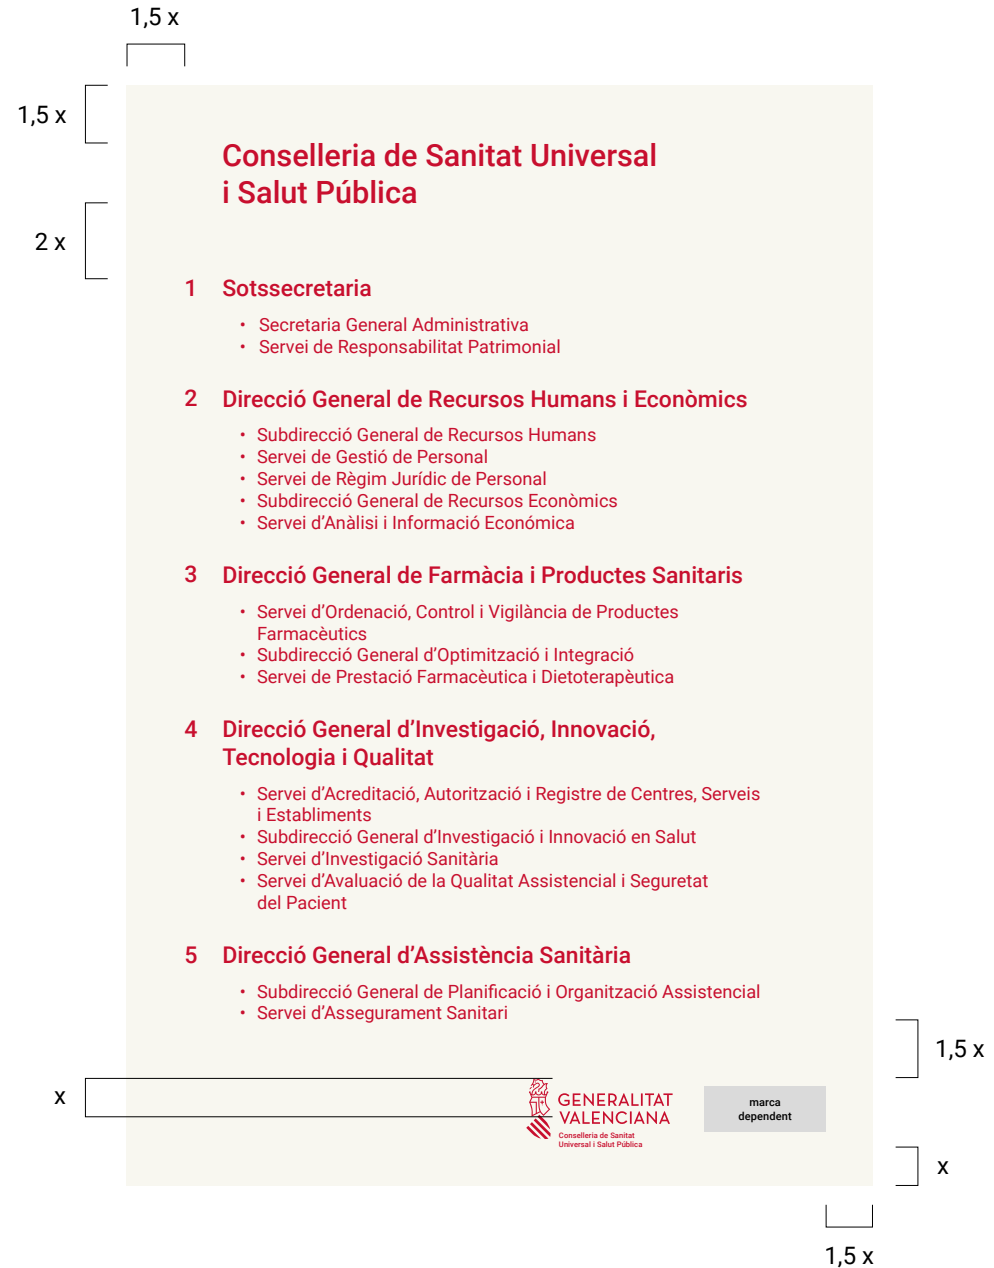 1,5 x
1,5 x
Conselleria de Sanitat Universal
i Salut Pública
2 x
1 Sotssecretaria
• Secretaria General Administrativa
• Servei de Responsabilitat Patrimonial
2 Direcció General de Recursos Humans i Econòmics
• Subdirecció General de Recursos Humans
• Servei de Gestió de Personal
• Servei de Règim Jurídic de Personal
• Subdirecció General de Recursos Econòmics
• Servei d’Anàlisi i Informació Económica
3 Direcció General de Farmàcia i Productes Sanitaris
• Servei d’Ordenació, Control i Vigilància de Productes
Farmacèutics
• Subdirecció General d’Optimització i Integració
• Servei de Prestació Farmacèutica i Dietoterapèutica
4 Direcció General d’Investigació, Innovació,
Tecnologia i Qualitat
• Servei d’Acreditació, Autorització i Registre de Centres, Serveis
i Establiments
• Subdirecció General d’Investigació i Innovació en Salut
• Servei d’Investigació Sanitària
• Servei d’Avaluació de la Qualitat Assistencial i Seguretat
del Pacient
5 Direcció General d’Assistència Sanitària
• Subdirecció General de Planificació i Organització Assistencial
• Servei d’Assegurament Sanitari
1,5 x
x
GENERALITAT
VALENCIANA
Conselleria de Sanitat
Universal i Salut Pública
marca
dependent
x
1,5 x